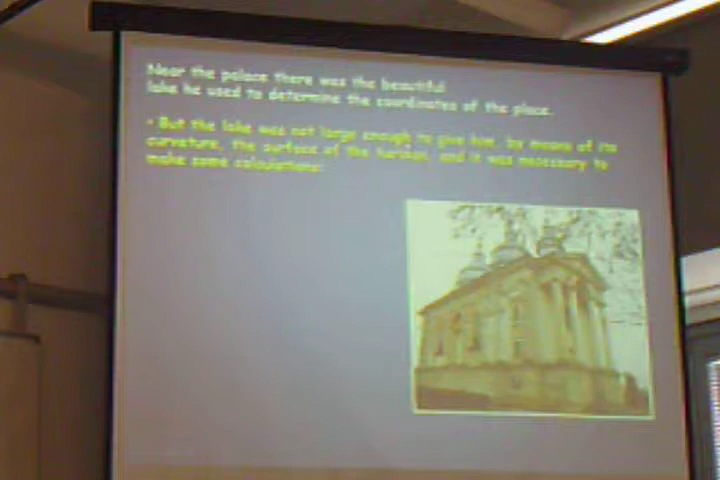 Near the palace there was the beautiful
lake he used to determine the coordinates of the place.
• But the lake was not large enough to give him, by means of its
curvature, the surface of the horizon, and it was necessary to
make some calculations: